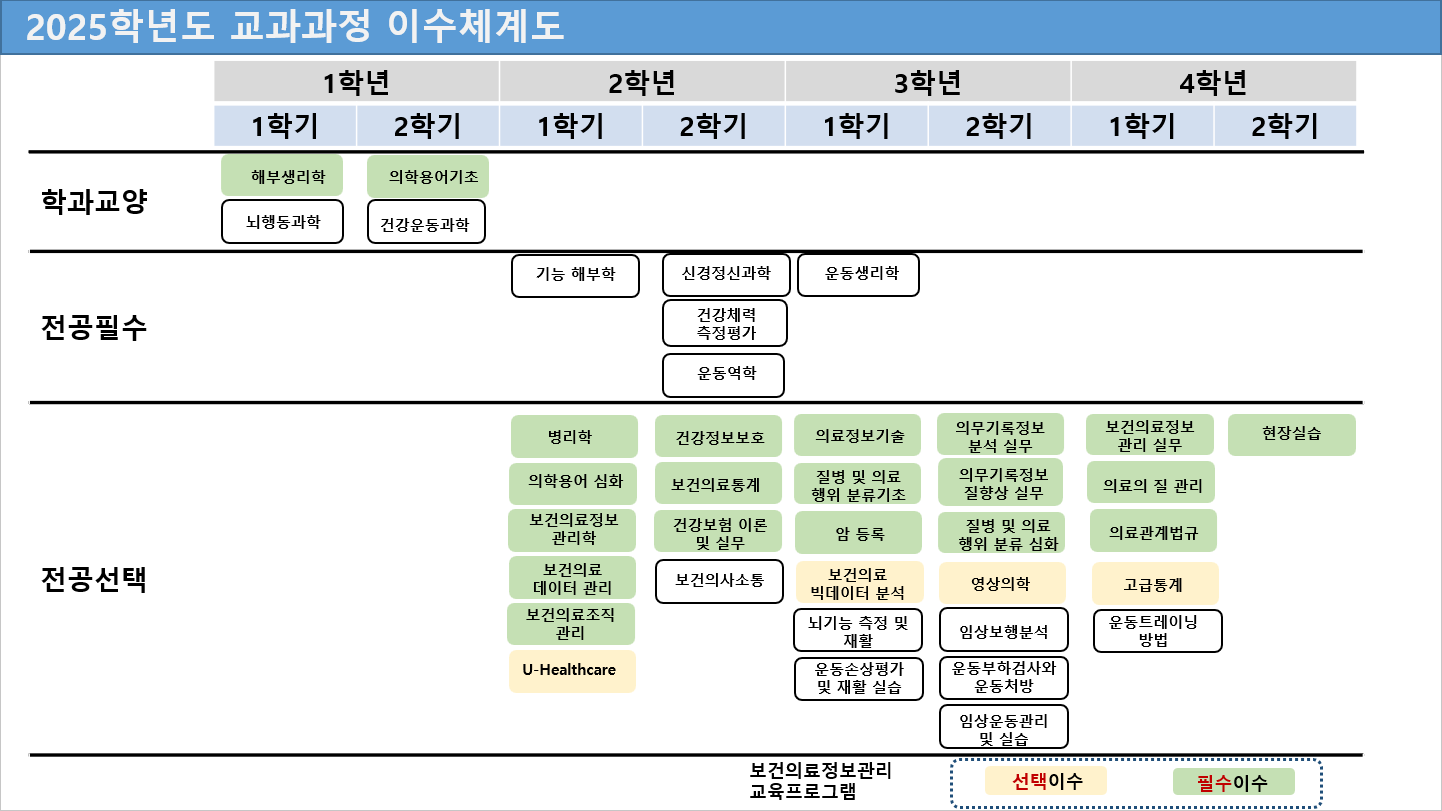 2025학년도 교과과정 이수체계도
1학년 2학년 3학년 4학년
1학기 2학기 1학기 2학기 1학기 2학기 1학기 2학기
학과교양
해부생리학 의학용어기초
뇌행동과학 건강운동과학
전공필수
기능 해부학 신경정신과학 운동생리학
건강체력
측정평가
운동역학
전공선택
병리학
의학용어 심화
보건의료정보
관리학
보건의료
데이터 관리
보건의료조직
관리
U-Healthcare
건강정보보호
보건의료통계
건강보험 이론
및 실무
보건의사소통
의료정보기술
질병 및 의료
행위 분류기초
암 등록
보건의료
빅데이터 분석
뇌기능 측정 및
재활
운동손상평가
및 재활 실습
의무기록정보
분석 실무
의무기록정보
질향상 실무
질병 및 의료
행위 분류 심화
영상의학
임상보행분석
운동부하검사와
운동처방
임상운동관리
및 실습
보건의료정보
관리 실무
의료의 질 관리
의료관계법규
고급통계
운동트레이닝
방법
현장실습
보건의료정보관리
교육프로그램
선택이수 필수이수